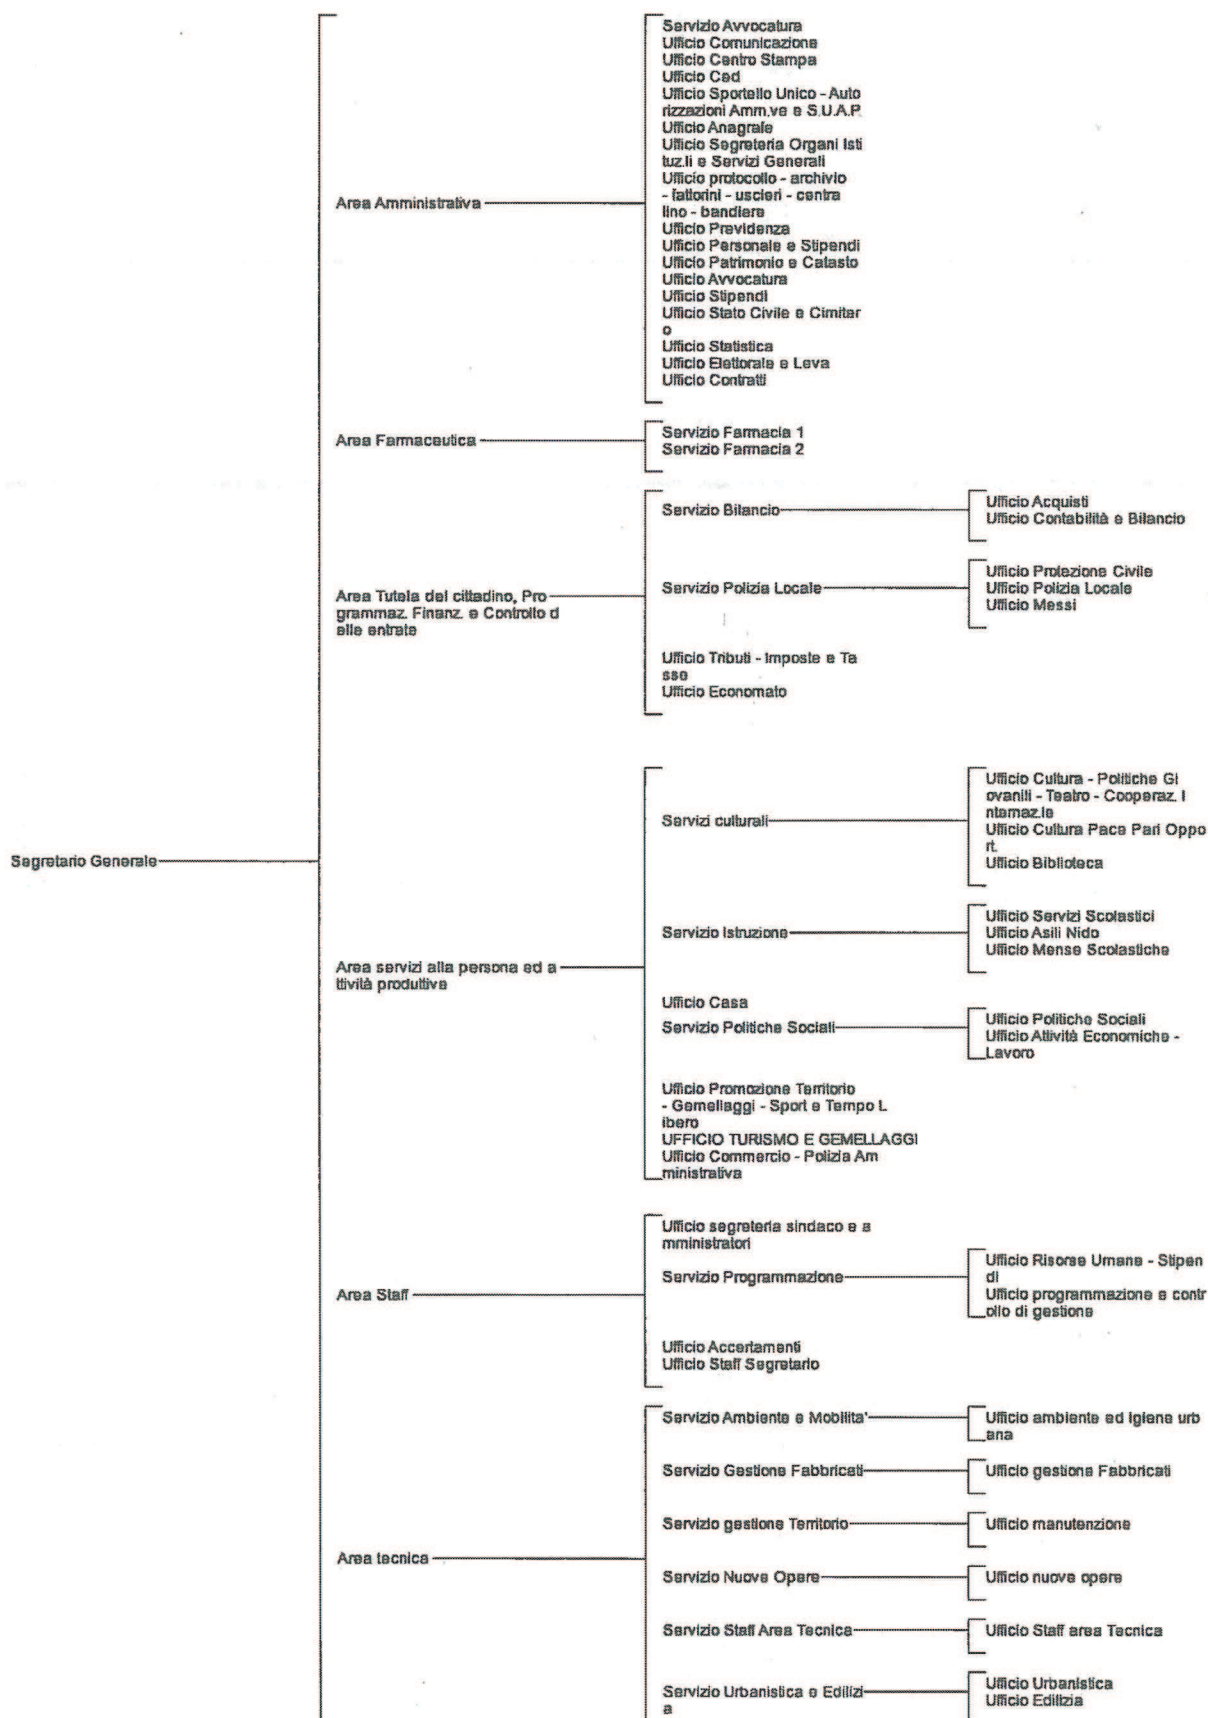 Segretario Generale
Area Amministrativa
Servizio Avvocatura
Ufficio Comunicazione
Ufficio Centro Stampa
Ufficio Ced
Ufficio Sportello Unico - Auto
rizzazioni Amm.ve e S.U.A.P.
Ufficio Anagrafe
Ufficio Segreteria Organi Isti
tuz.li e Servizi Generali
Ufficio protocollo - archivio
- fattorini - uscieri - centra
lino - bandiere
Ufficio Previdenza
Ufficio Personale e Stipendi
Ufficio Patrimonio e Catasto
Ufficio Avvocatura
Ufficio Stipendi
Ufficio Stato Civile e Cimiter
o
Ufficio Statistica
Ufficio Elettorale e Leva
Ufficio Contratti
Area Farmaceutica
Servizio Farmacia 1
Servizio Farmacia 2
Area Tutela del cittadino, Pro
grammaz. Finanz. e Controllo d
elle entrate
Servizio Bilancio
Ufficio Acquisti
Ufficio Contabilità e Bilancio
Servizio Polizia Locale
Ufficio Protezione Civile
Ufficio Polizia Locale
Ufficio Messi
Ufficio Tributi - Imposte e Ta
sse
Ufficio Economato
Area servizi alla persona ed a
ttività produttive
Servizi culturali
Ufficio Cultura - Politiche Gi
ovanili - Teatro - Cooperaz. I
nternaz.le
Ufficio Cultura Pace Pari Oppo
rt.
Ufficio Biblioteca
Servizio Istruzione
Ufficio Servizi Scolastici
Ufficio Asili Nido
Ufficio Mense Scolastiche
Ufficio Casa
Servizio Politiche Sociali
Ufficio Politiche Sociali
Ufficio Attività Economiche -
Lavoro
Ufficio Promozione Territorio
- Gemellaggi - Sport e Tempo L
ibero
UFFICIO TURISMO E GEMELLAGGI
Ufficio Commercio - Polizia Am
ministrativa
Area Staff
Ufficio segreteria sindaco e a
mministratori
Servizio Programmazione
Ufficio Risorse Umane - Stipen
di
Ufficio programmazione e contr
ollo di gestione
Ufficio Accertamenti
Ufficio Staff Segretario
Area tecnica
Servizio Ambiente e Mobilita'
Ufficio ambiente ed igiene urb
ana
Servizio Gestione Fabbricati
Ufficio gestione Fabbricati
Servizio gestione Territorio
Ufficio manutenzione
Servizio Nuove Opere
Ufficio nuove opere
Servizio Staff Area Tecnica
Ufficio Staff area Tecnica
Servizio Urbanistica e Edilizi
a
Ufficio Urbanistica
Ufficio Edilizia